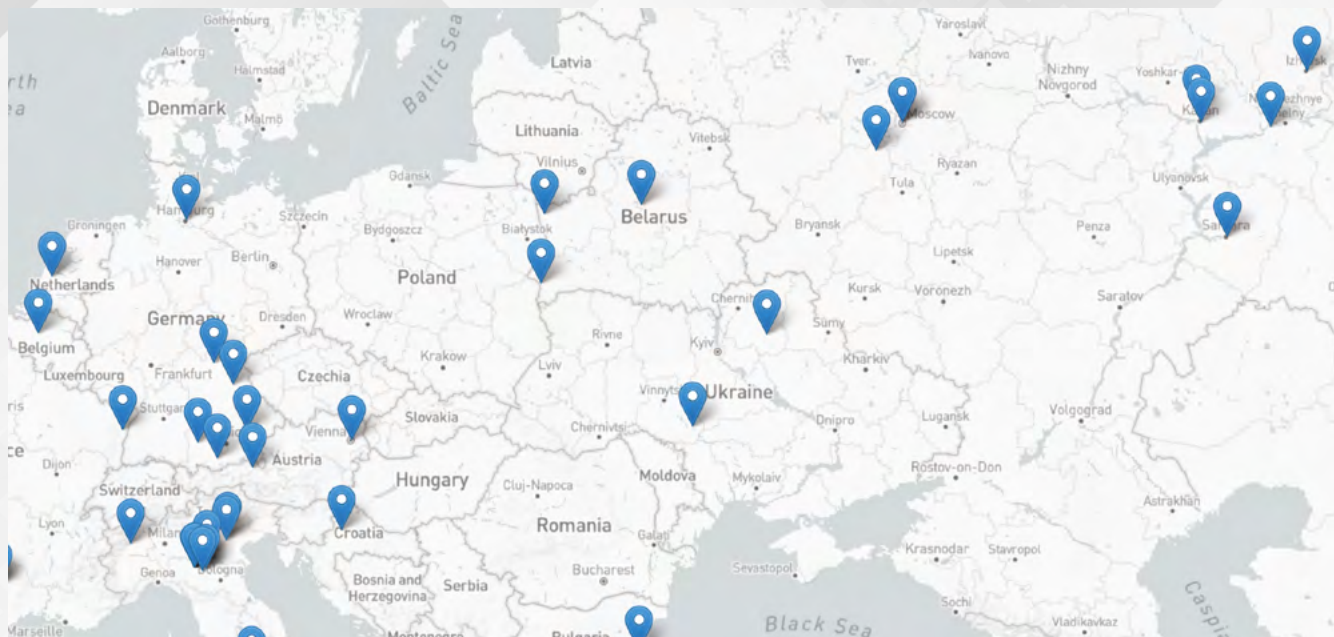 Gothenburg
Yaroslavl
Aalborg
Baltic Sea
Latvia
Tver
Ivanovo
Nizhny
Novgorod
Halmstad
Denmark
Malmö
Lithuania
Vitebsk
Moscow
Vilnius
Ryazan
Tula
Ulyanovsk
Gdansk
Belarus
Groningen
Szczecin
Bydgoszcz
Białystok
Bryansk
Penza
Hanover
Berlin
Poland
Lipetsk
Netherlands
Kursk
Voronezh
Saratov
Germany
Dresden
Wroclaw
Rivne
Sumy
Belgium
Kyiv
Kharkiv
Luxembourg
Frankfurt
Czechia
Krakow
Lviv
Ukraine
Slovakia
Vienna
Chernivtsi
Dnipro
Luhansk
Volgograd
Dijon
Austria
Switzerland
Hungary
Cluj-Napoca
Moldova
Mykolaiv
Rostov-on-Don
Astrakhan
Lyon
Milan
Croatia
Romania
Galați
Genoa
Bologna
Krasnodar
Stavropol
Bosnia and
Herzegovina
Serbia
Bucharest
Sevastopol
Sochi
Marseille
Black Sea
Vladikavkaz
Bulgaria